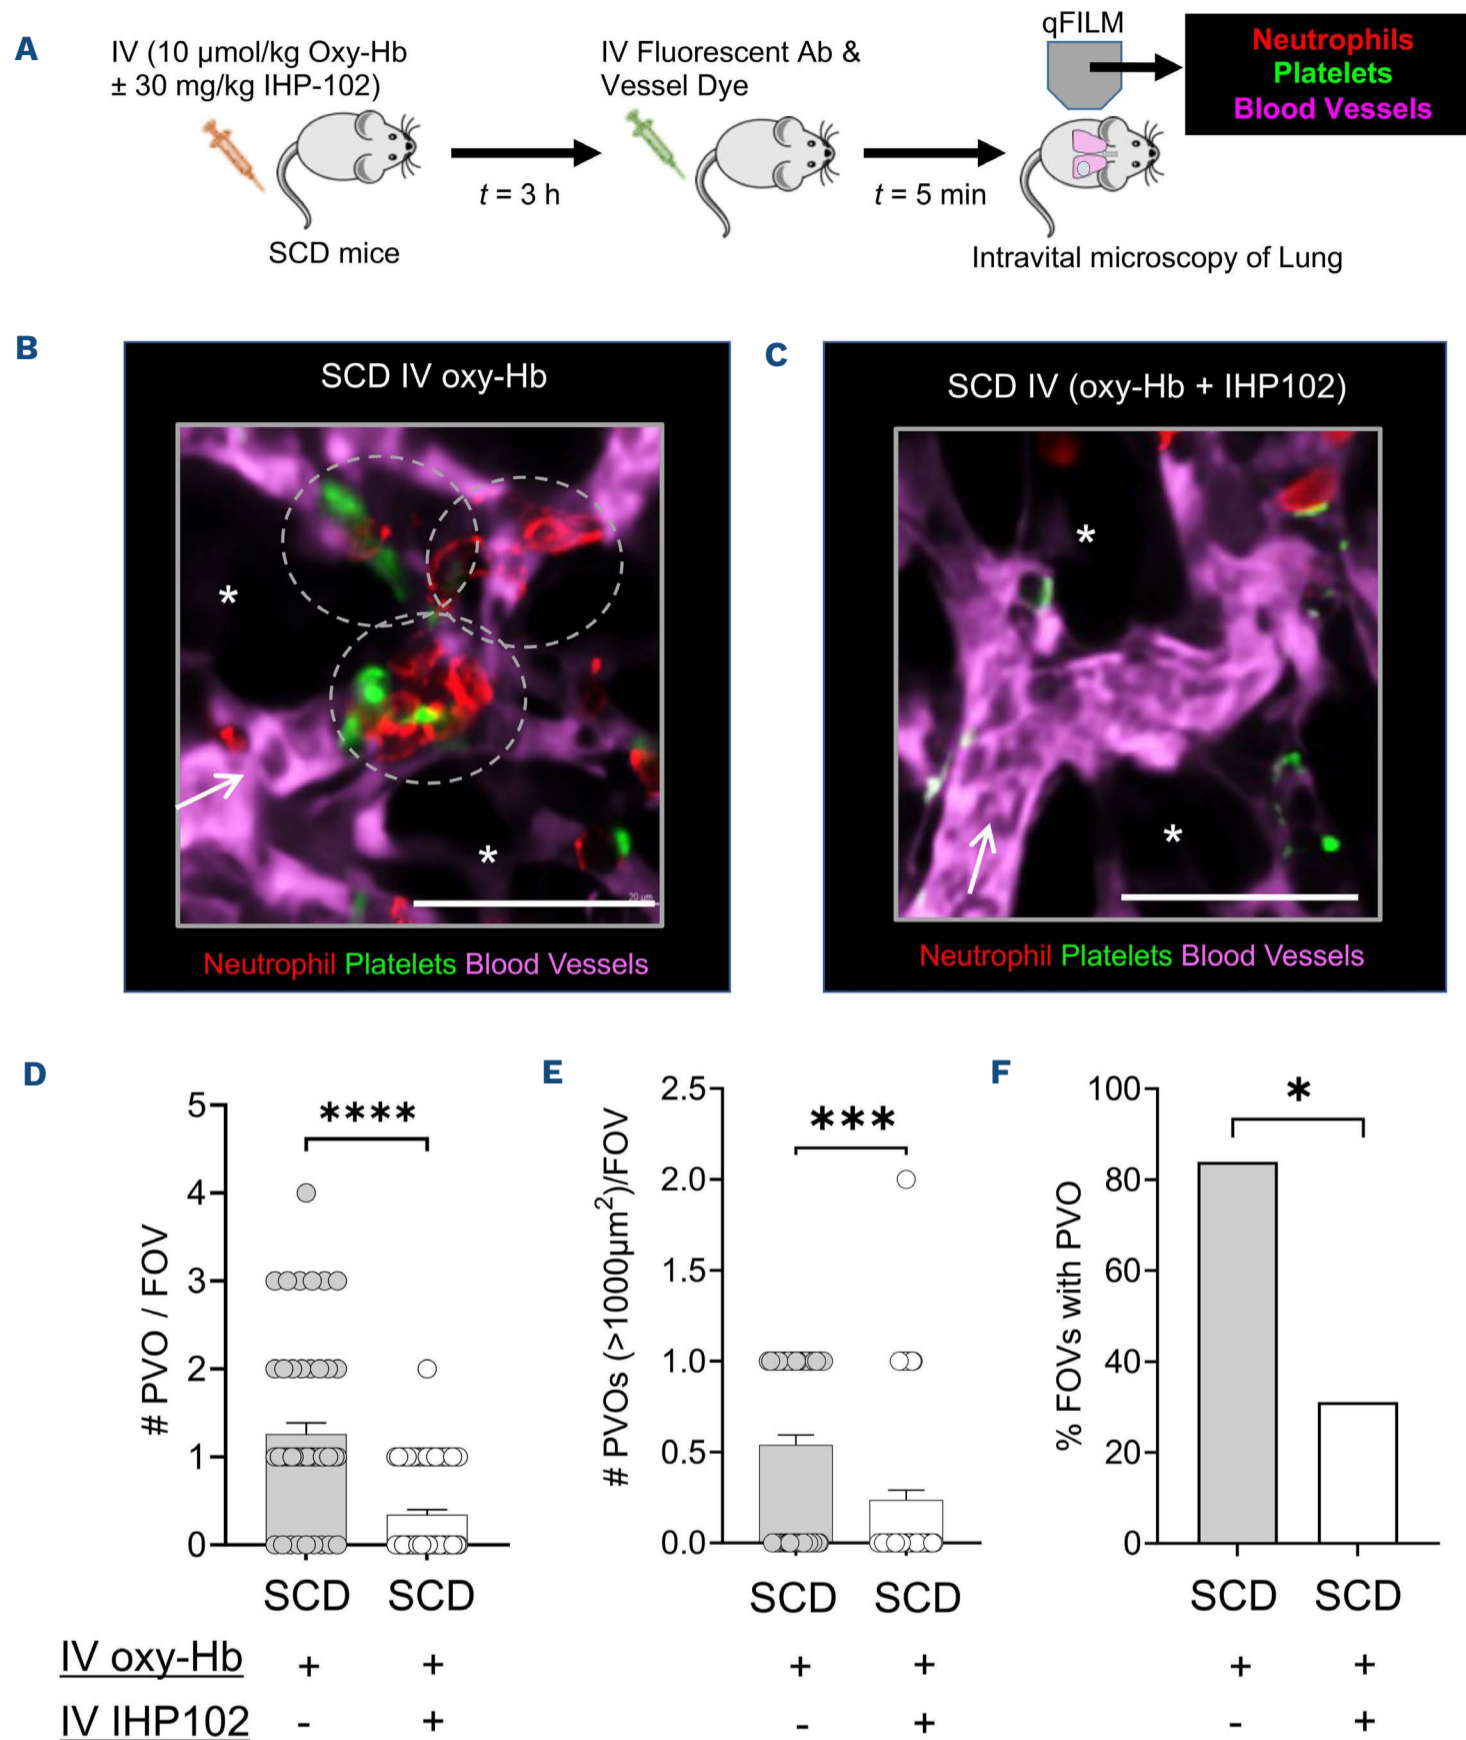 A
IV (10 µmol/kg Oxy-Hb
± 30 mg/kg IHP-102)
SCD mice
t = 3 h
IV Fluorescent Ab &
Vessel Dye
t = 5 min
qFILM
Neutrophils
Platelets
Blood Vessels
Intravital microscopy of Lung
B
SCD IV oxy-Hb
*
*
20 µm
Neutrophil Platelets Blood Vessels
C
SCD IV (oxy-Hb + IHP102)
*
*
Neutrophil Platelets Blood Vessels
D
# PVO / FOV
5
4
3
2
1
0
****
SCD SCD
E
# PVOs (>1000µm²)/FOV
2.5
2.0
1.5
1.0
0.5
0.0
***
SCD SCD
F
% FOVs with PVO
100
80
60
40
20
0
*
SCD SCD
IV oxy-Hb + + + + + +
IV IHP102 - + - + - +